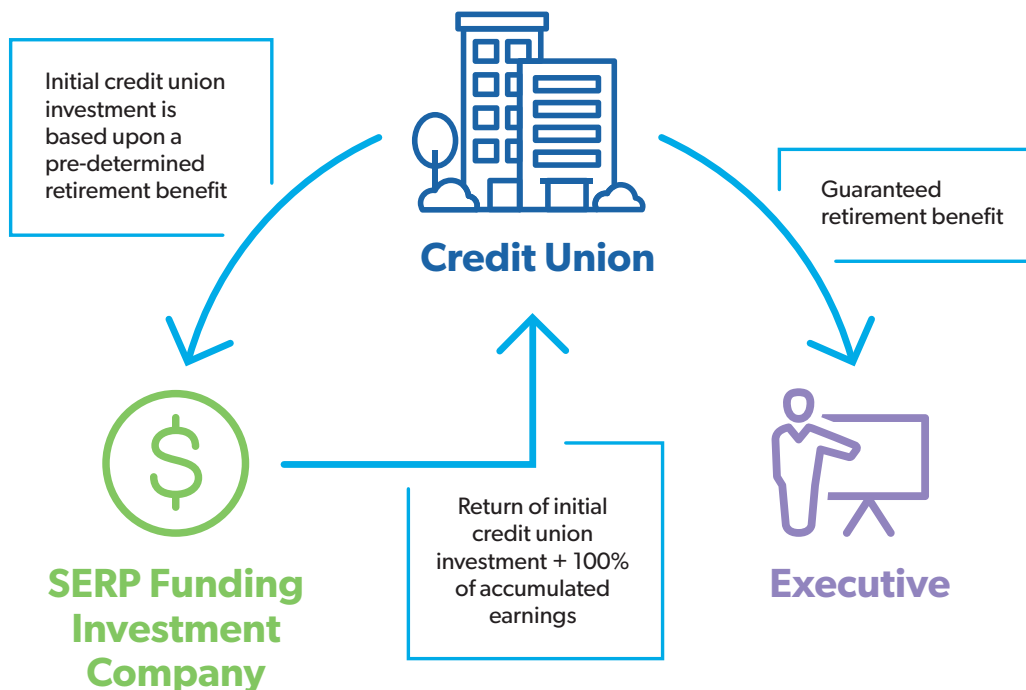 Initial credit union
investment is
based upon a
pre-determined
retirement benefit
Credit Union
Guaranteed
retirement benefit
SERP Funding
Investment
Company
Return of initial
credit union
investment + 100%
of accumulated
earnings
Executive